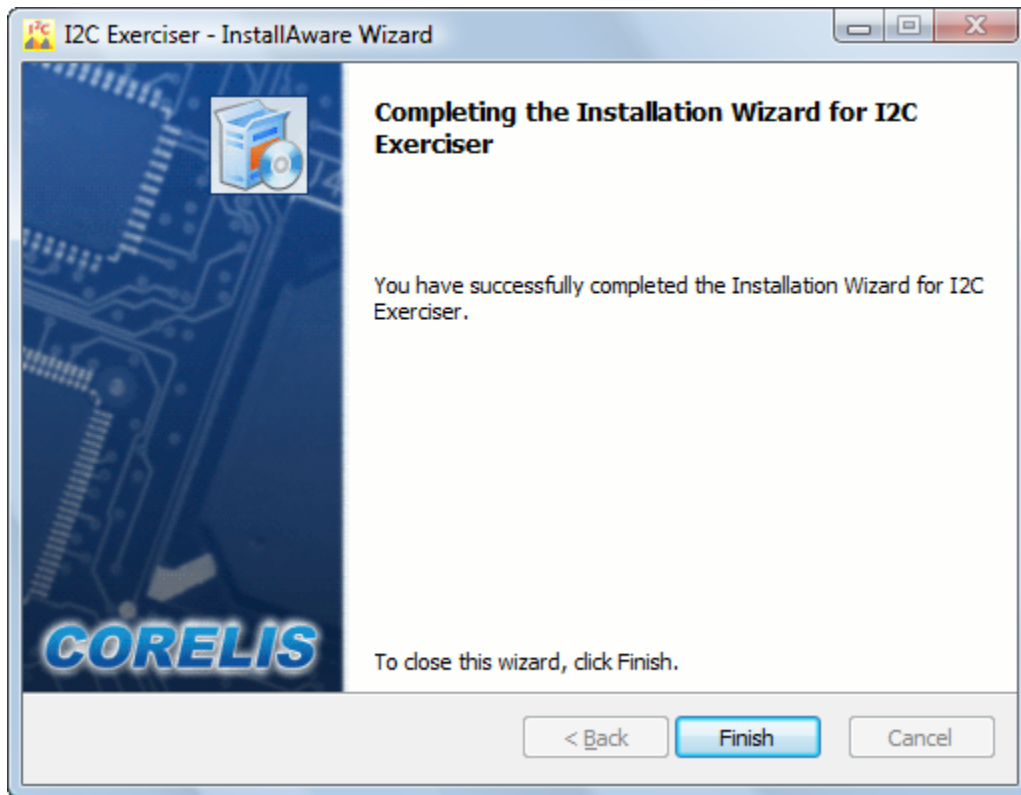 I²C I2C Exerciser - InstallAware Wizard
Completing the Installation Wizard for I2C
Exerciser
You have successfully completed the Installation Wizard for I2C
Exerciser.
CORELIS
To close this wizard, click Finish.
< Back Finish Cancel